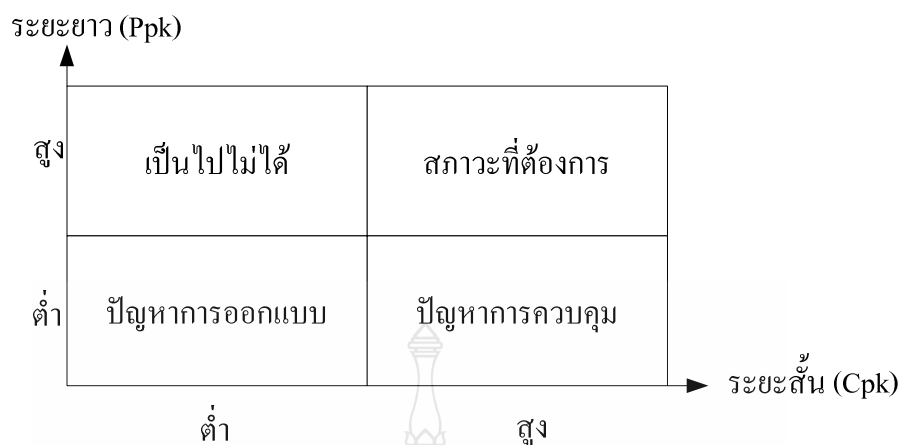 ระยะยาว (Ppk)
สูง
เป็นไปไม่ได้
สภาวะที่ต้องการ
ต่ำ
ปัญหาการออกแบบ
ปัญหาการควบคุม
ระยะสั้น (Cpk)
ต่ำ
สูง